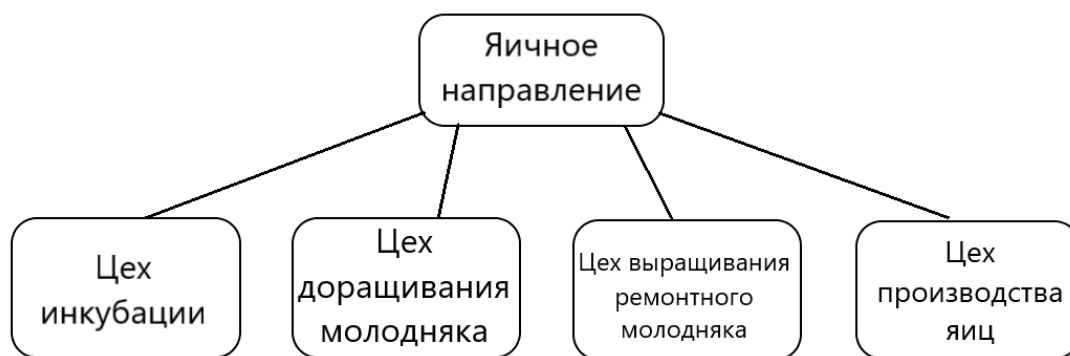 Яичное
направление
Цех
инкубации
Цех
доращивания
молодняка
Цех выращивания
ремонтного
молодняка
Цех
производства
яиц